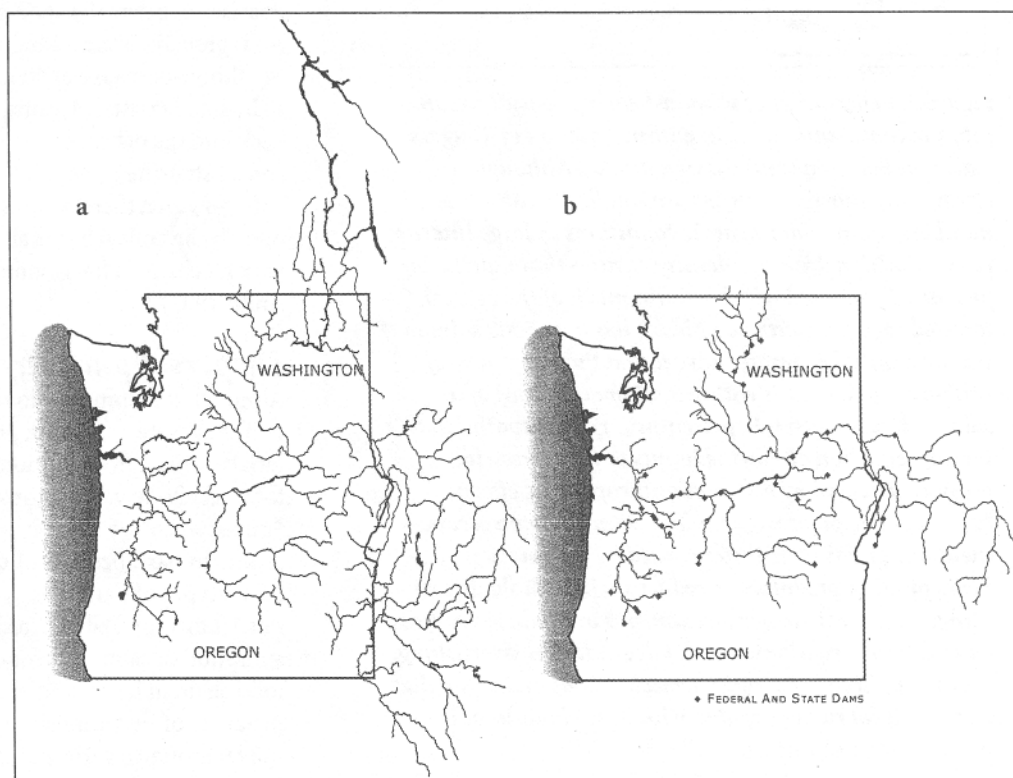 a
b
WASHINGTON
WASHINGTON
OREGON
OREGON
FEDERAL AND STATE DAMS